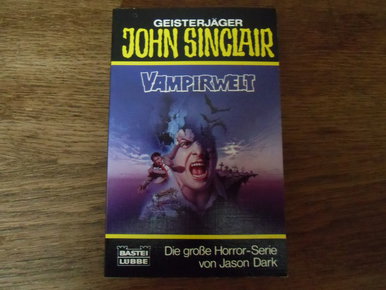 GEISTERJÄGER
JOHN SINCLAIR
VAMPIRWELT
BASTEI
LÜBBE
Die große Horror-Serie
von Jason Dark